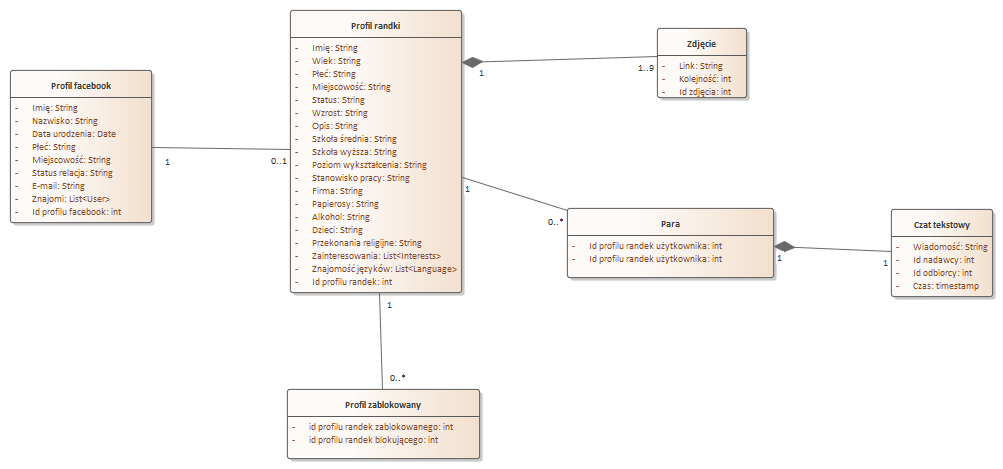 Profil facebook
- Imię: String
- Nazwisko: String
- Data urodzenia: Date
- Płeć: String
- Miejscowość: String
- Status relacja: String
- E-mail: String
- Znajomi: List<User>
- Id profilu facebook: int
1
0..1
Profil randki
- Imię: String
- Wiek: String
- Płeć: String
- Miejscowość: String
- Status: String
- Wzrost: String
- Opis: String
- Szkoła średnia: String
- Szkoła wyższa: String
- Poziom wykształcenia: String
- Stanowisko pracy: String
- Firma: String
- Papierosy: String
- Alkohol: String
- Dzieci: String
- Przekonania religijne: String
- Zainteresowania: List<Interests>
- Znajomość języków: List<Language>
- Id profilu randek: int
1
1..9
Zdjęcie
- Link: String
- Kolejność: int
- Id zdjęcia: int
1
0..*
Para
- Id profilu randek użytkownika: int
- Id profilu randek użytkownika: int
1
1
Czat tekstowy
- Wiadomość: String
- Id nadawcy: int
- Id odbiorcy: int
- Czas: timestamp
1
0..*
Profil zablokowany
- id profilu randek zablokowanego: int
- id profilu randek blokującego: int